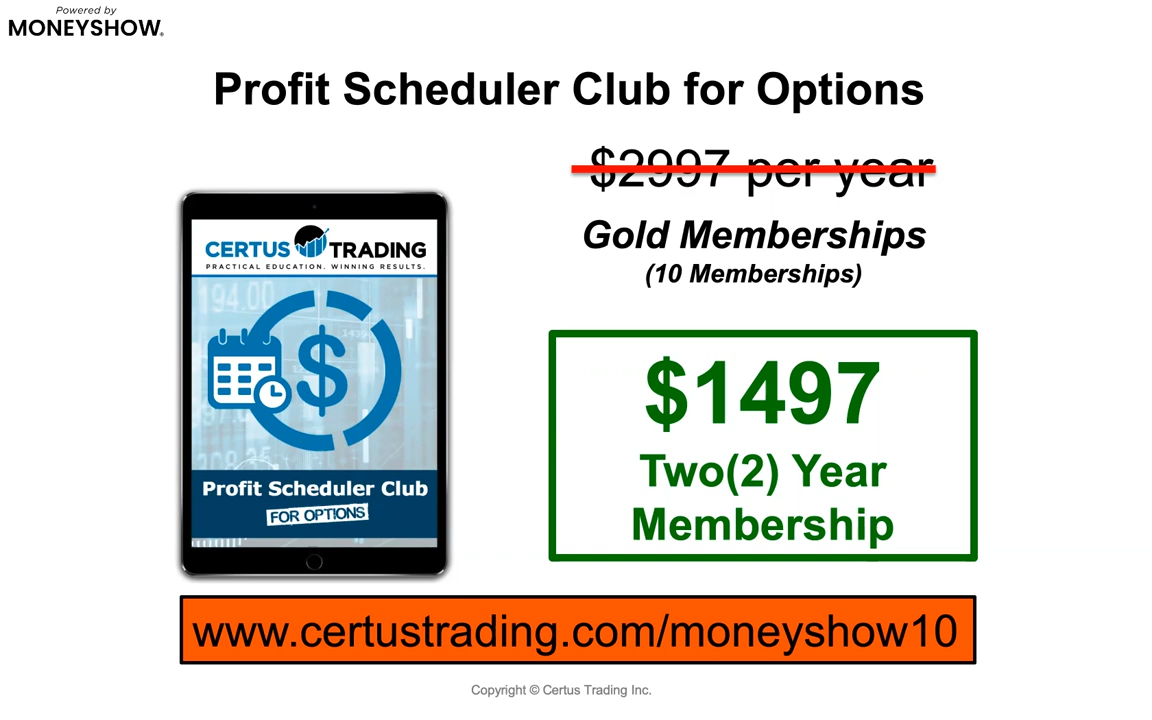 Powered by
MONEYSHOW®
Profit Scheduler Club for Options
$2997 per year
Gold Memberships
(10 Memberships)
CERTUS TRADING
PRACTICAL EDUCATION. WINNING RESULTS.
194.00
$
Profit Scheduler Club
FOR OPTIONS
$1497
Two(2) Year
Membership
www.certustrading.com/moneyshow10
Copyright © Certus Trading Inc.